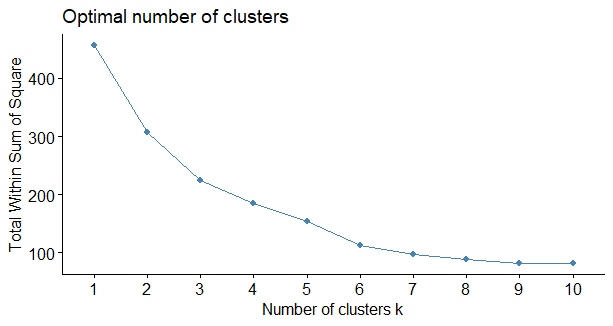 Optimal number of clusters
Total Within Sum of Square
400
300
200
100
1 2 3 4 5 6 7 8 9 10
Number of clusters k